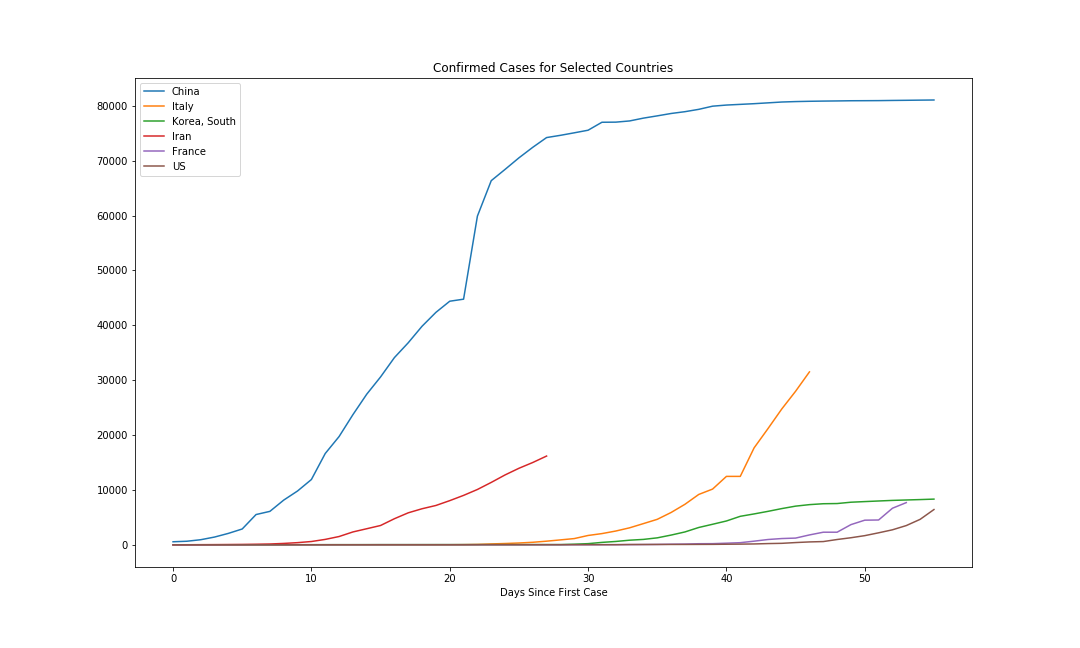 Confirmed Cases for Selected Countries
China
Italy
Korea, South
Iran
France
US
80000
70000
60000
50000
40000
30000
20000
10000
0
0 10 20 30 40 50
Days Since First Case